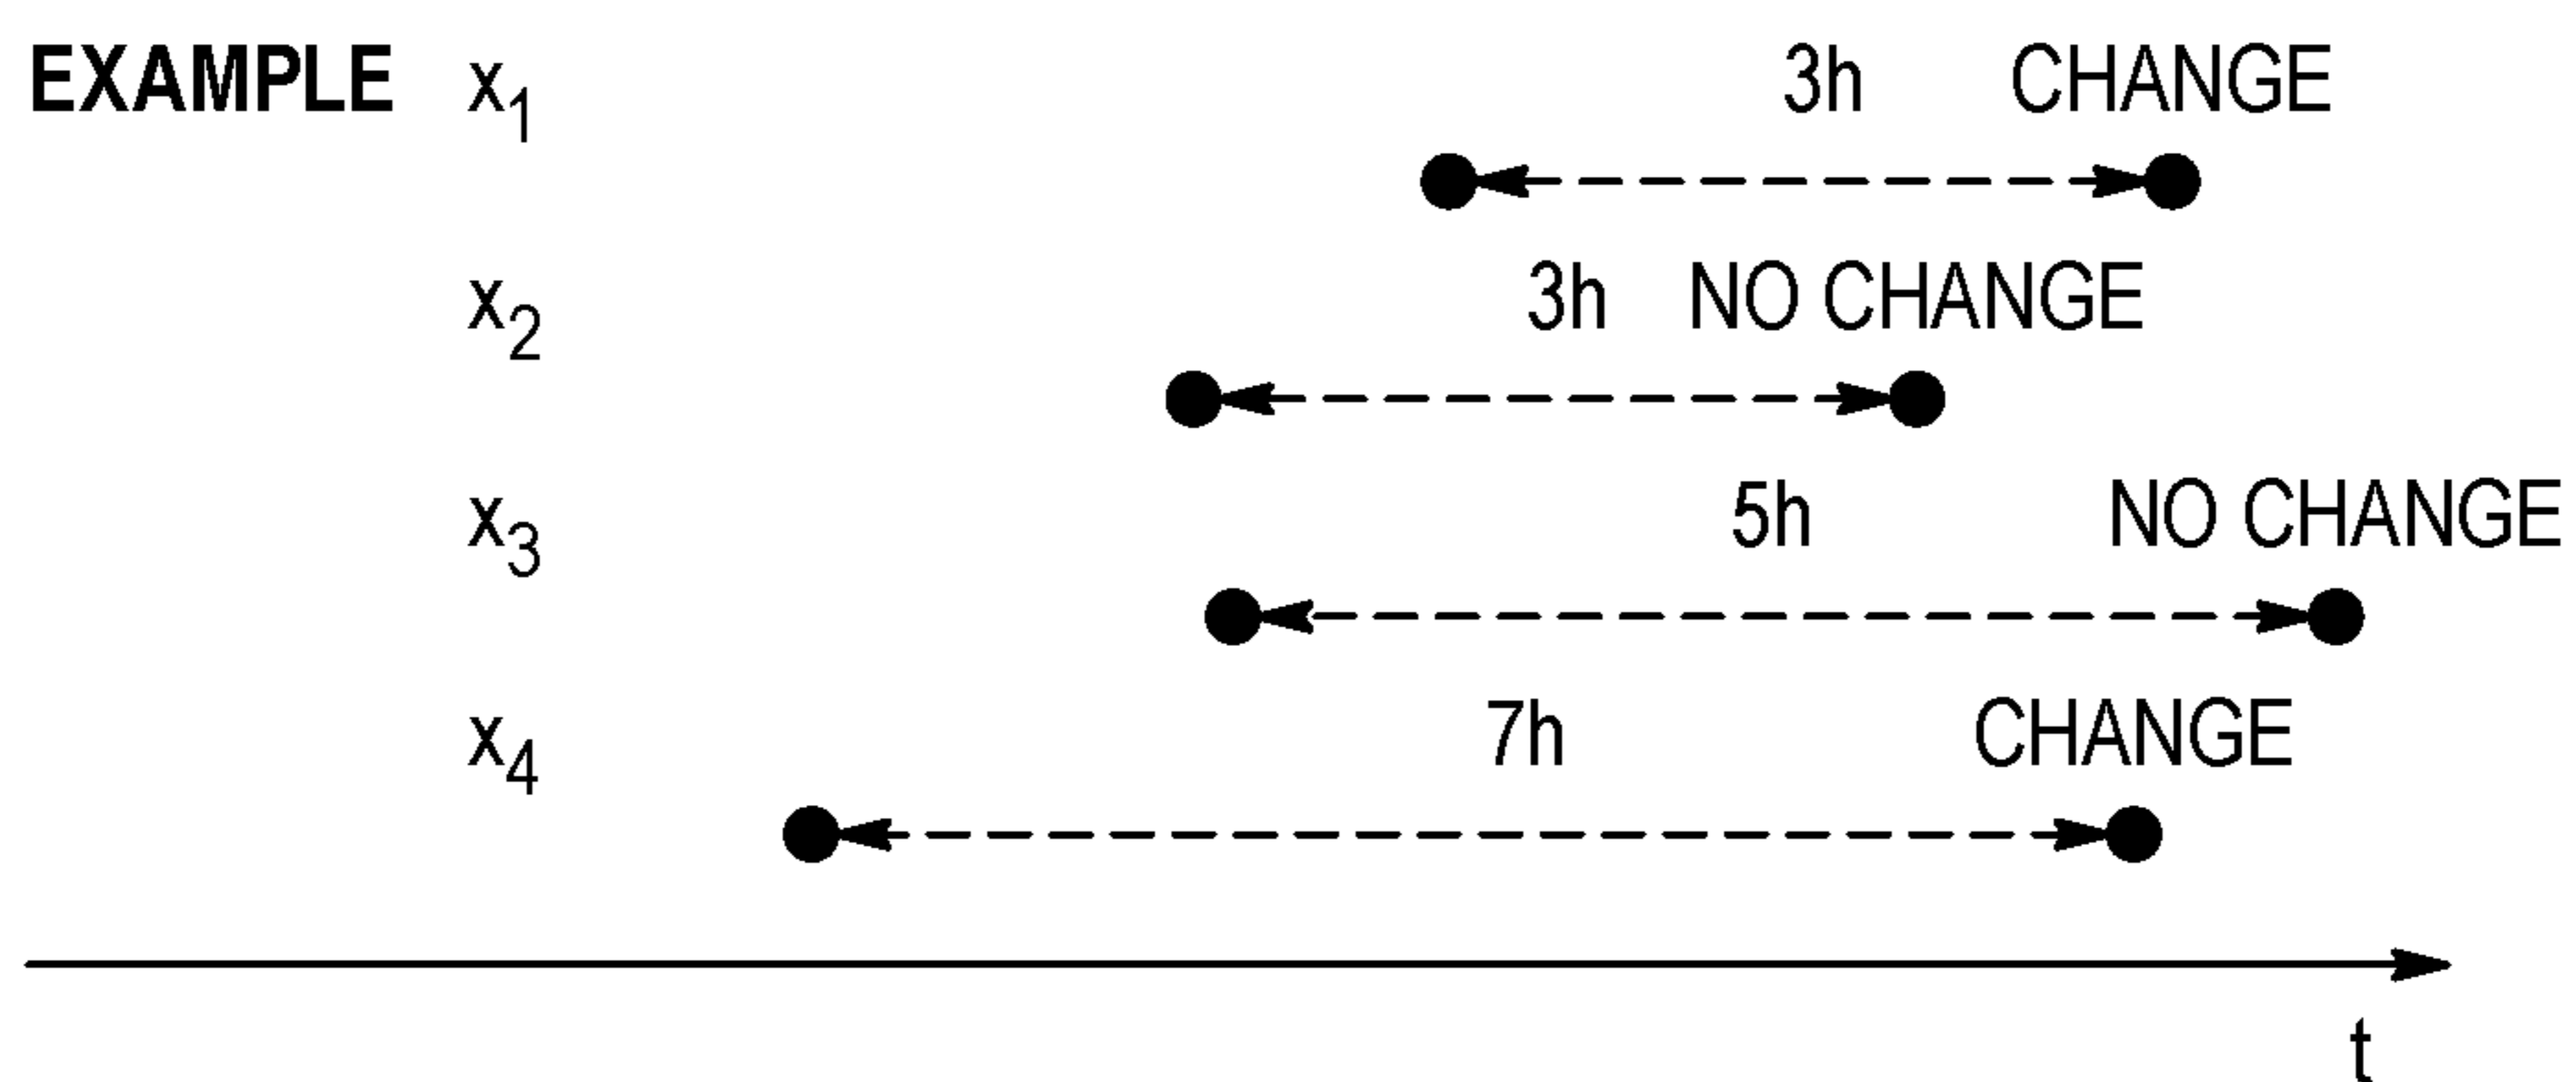 EXAMPLE x1 3h CHANGE
x2 3h NO CHANGE
x3 5h NO CHANGE
x4 7h CHANGE
t